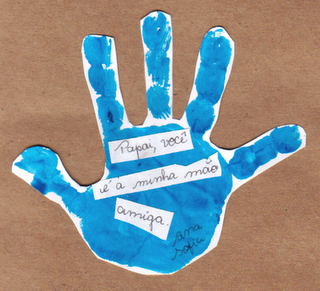 Papai, você
é a minha mão
amiga.
ana
sofia